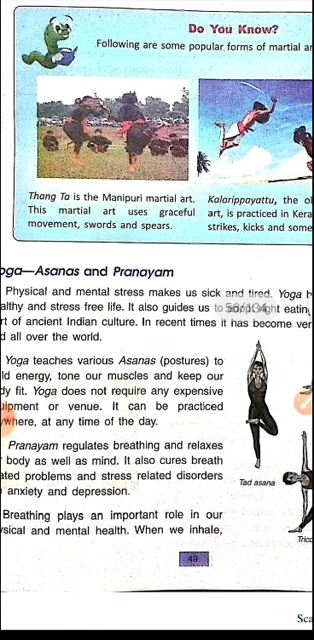 Do You Know?
Following are some popular forms of martial ar
Thang Ta is the Manipuri martial art.
This martial art uses graceful
movement, swords and spears.
Kalarippayattu, the ol
art, is practiced in Kera
strikes, kicks and some
oga—Asanas and Pranayam
Physical and mental stress makes us sick and tired. Yoga h
althy and stress free life. It also guides us to adopt right eating
rt of ancient Indian culture. In recent times it has become ver
d all over the world.
Yoga teaches various Asanas (postures) to
ld energy, tone our muscles and keep our
dy fit. Yoga does not require any expensive
uipment or venue. It can be practiced
ywhere, at any time of the day.
Pranayam regulates breathing and relaxes
body as well as mind. It also cures breath
ated problems and stress related disorders
anxiety and depression.
Breathing plays an important role in our
sical and mental health. When we inhale,
Tad asana
Trico
49
Sca